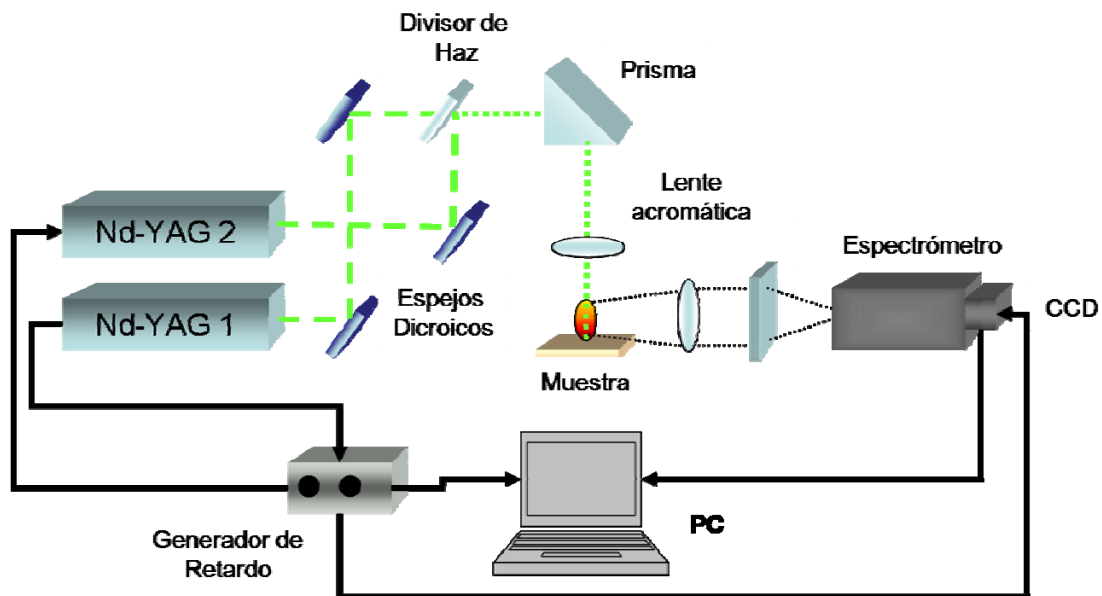 Divisor de
Haz
Prisma
Lente
acromática
Nd-YAG 2
Espectrómetro
Nd-YAG 1
Espejos
Dicroicos
CCD
Muestra
PC
Generador de
Retardo